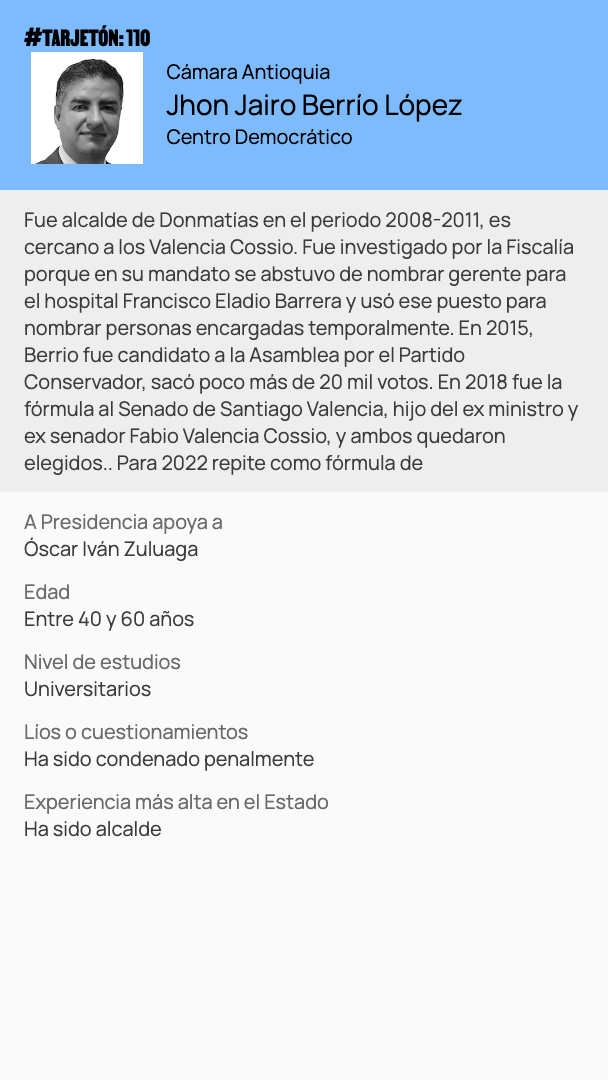 #TARJETÓN: 110
Cámara Antioquia
Jhon Jairo Berrío López
Centro Democrático
Fue alcalde de Donmatías en el periodo 2008-2011, es
cercano a los Valencia Cossio. Fue investigado por la Fiscalía
porque en su mandato se abstuvo de nombrar gerente para
el hospital Francisco Eladio Barrera y usó ese puesto para
nombrar personas encargadas temporalmente. En 2015,
Berrio fue candidato a la Asamblea por el Partido
Conservador, sacó poco más de 20 mil votos. En 2018 fue la
fórmula al Senado de Santiago Valencia, hijo del ex ministro y
ex senador Fabio Valencia Cossio, y ambos quedaron
elegidos.. Para 2022 repite como fórmula de
A Presidencia apoya a
Óscar Iván Zuluaga
Edad
Entre 40 y 60 años
Nivel de estudios
Universitarios
Líos o cuestionamientos
Ha sido condenado penalmente
Experiencia más alta en el Estado
Ha sido alcalde